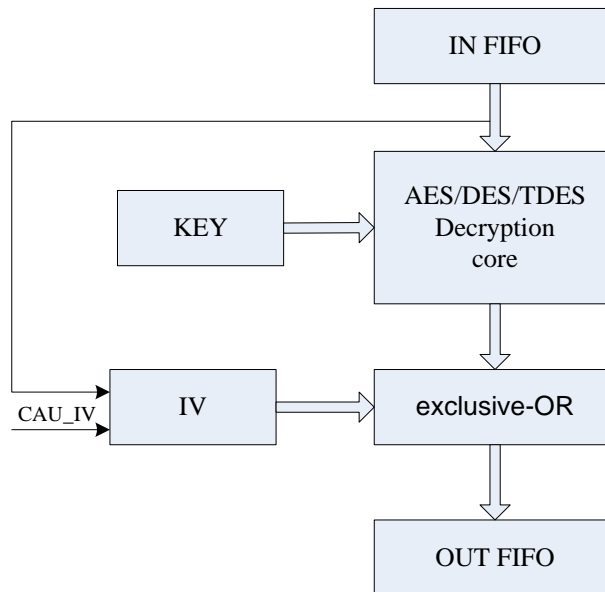 IN FIFO
AES/DES/TDES
Decryption
core
KEY
CAU_IV
IV
exclusive-OR
OUT FIFO